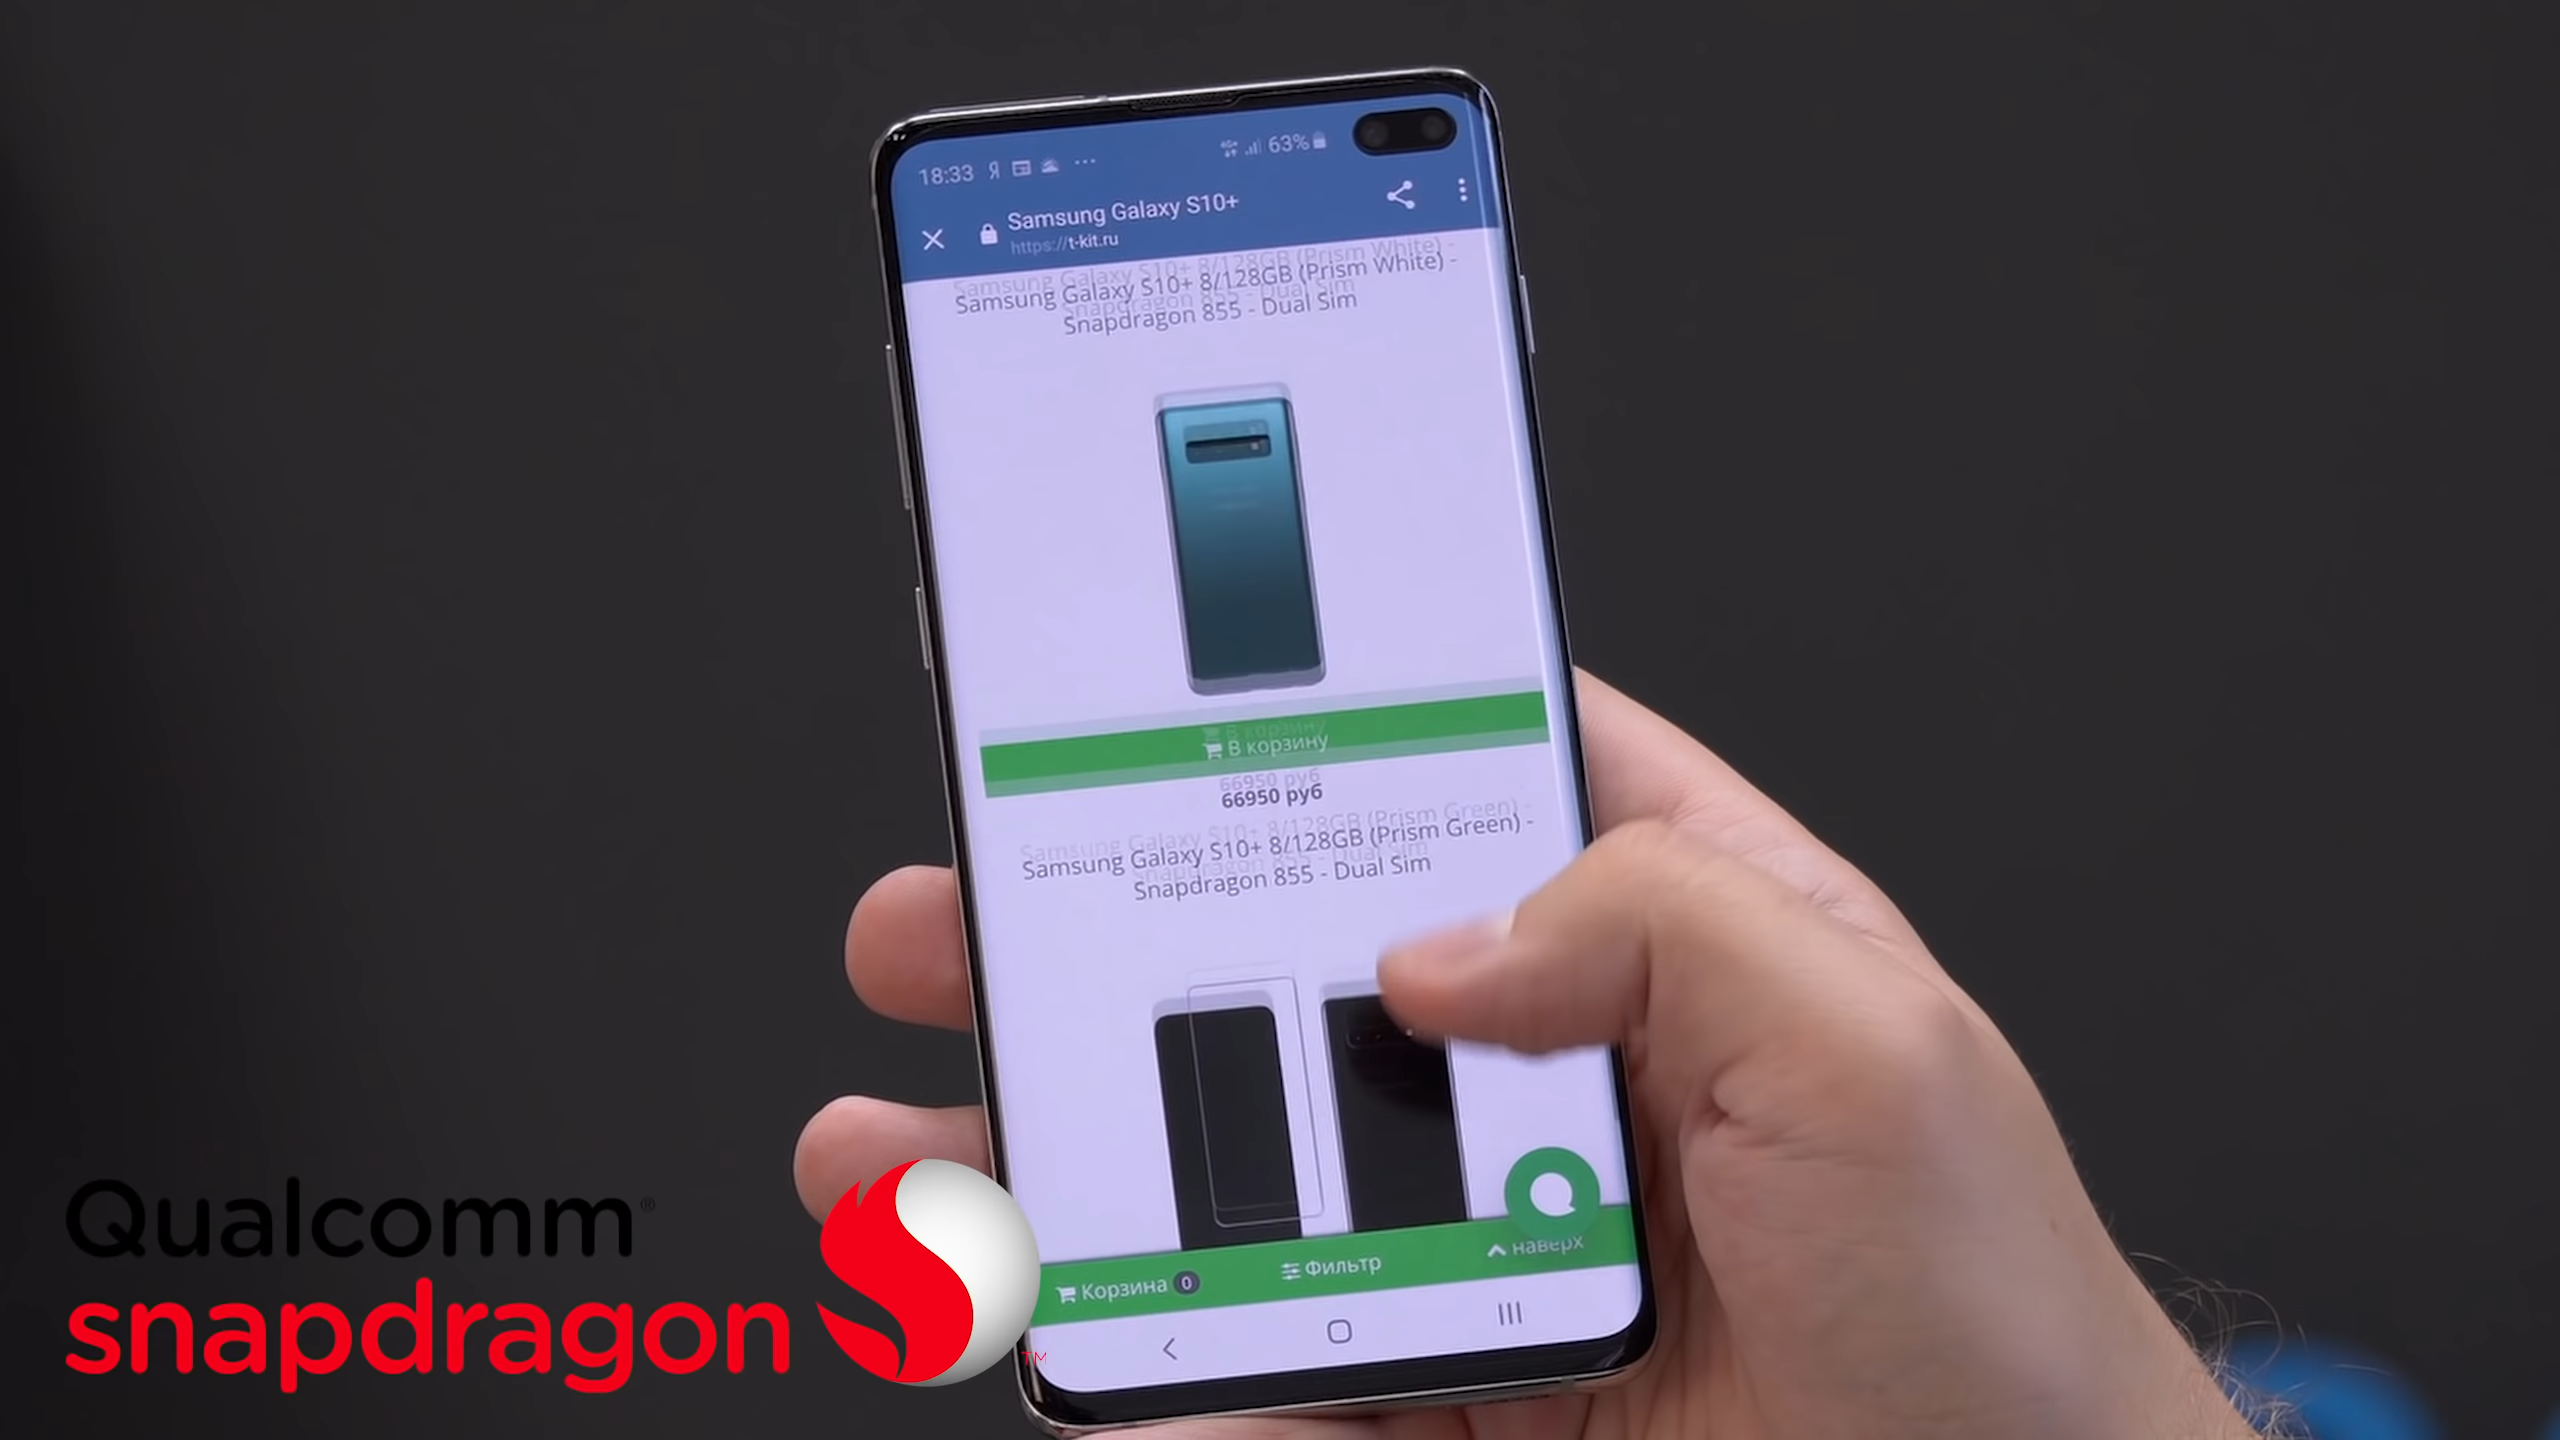 18:33 Я ... 4G+ 63%
Samsung Galaxy S10+
https://t-kit.ru
Samsung Galaxy S10+ 8/128GB (Prism White) -
Snapdragon 855 - Dual Sim
В корзину
66950 руб
Samsung Galaxy S10+ 8/128GB (Prism Green) -
Snapdragon 855 - Dual Sim
Корзина 0 Фильтр наверх
Qualcomm®
snapdragon
TM